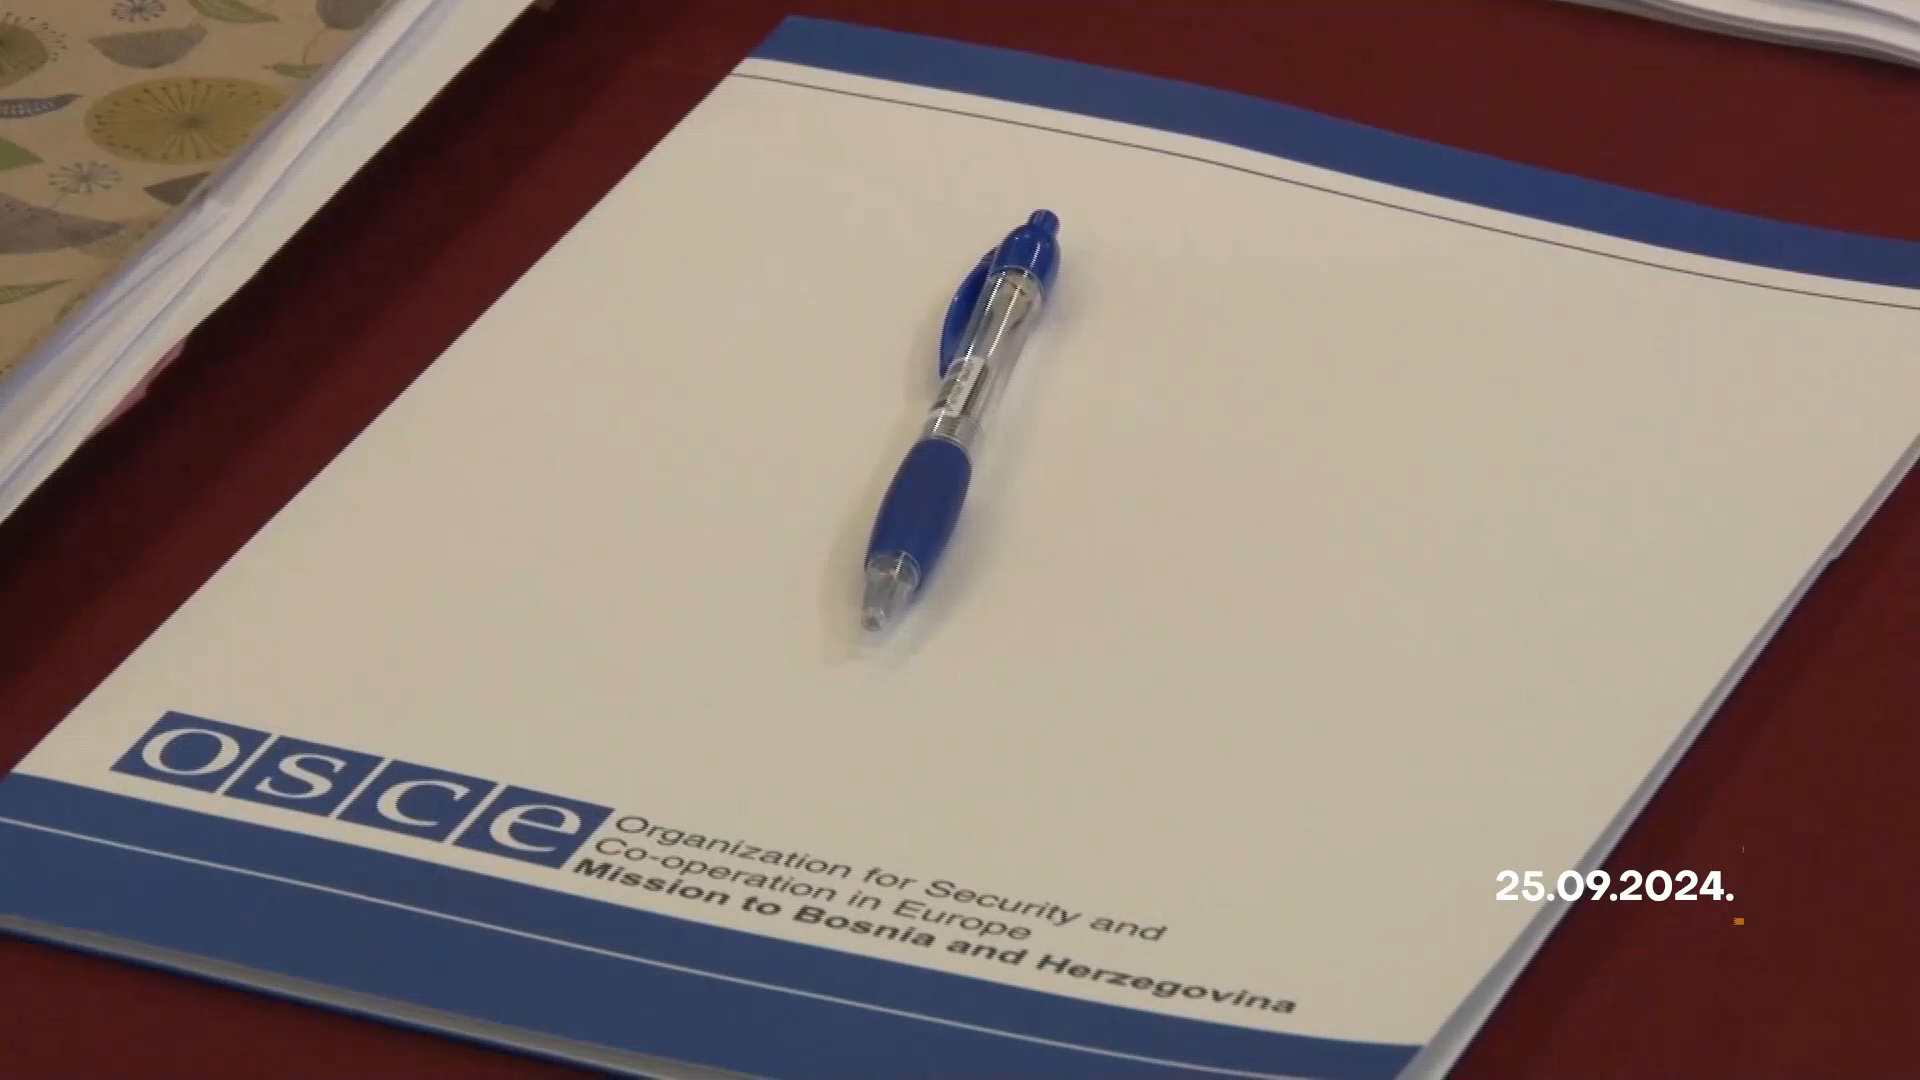 osce
Organization for Security and
Co-operation in Europe
Mission to Bosnia and Herzegovina
25.09.2024.